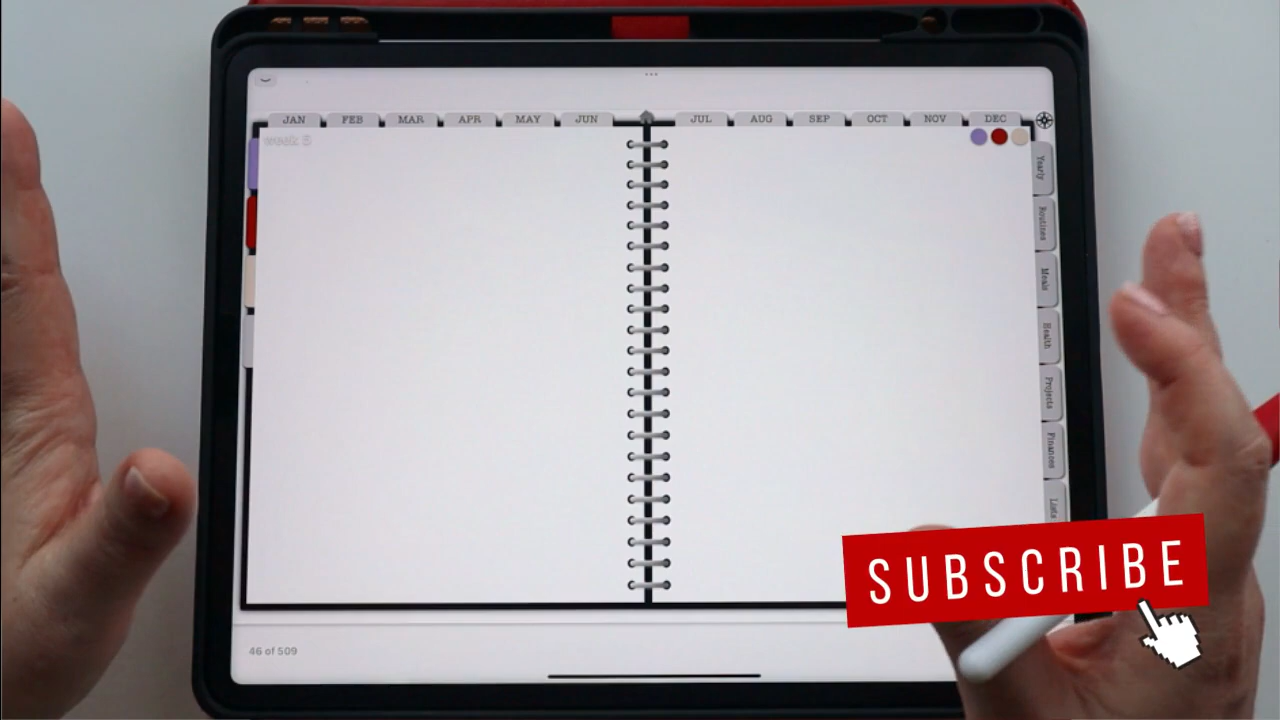 JAN FEB MAR APR MAY JUN JUL AUG SEP OCT NOV DEC
week 5
Yearly
Routines
Meals
Health
Projects
Finances
Lists
SUBSCRIBE
46 of 509